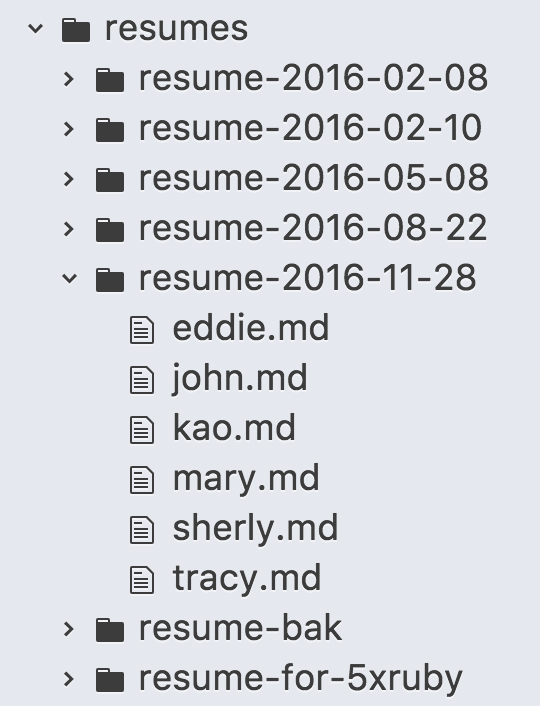 resumes
resume-2016-02-08
resume-2016-02-10
resume-2016-05-08
resume-2016-08-22
resume-2016-11-28
eddie.md
john.md
kao.md
mary.md
sherly.md
tracy.md
resume-bak
resume-for-5xruby